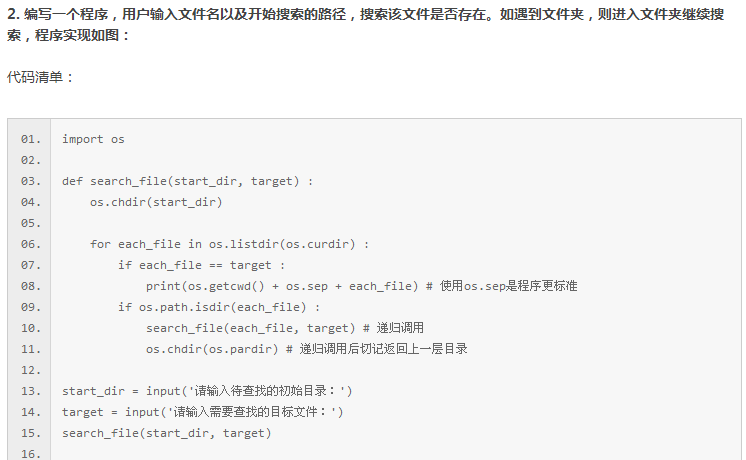 2. 编写一个程序，用户输入文件名以及开始搜索的路径，搜索该文件是否存在。如遇到文件夹，则进入文件夹继续搜
索，程序实现如图：
代码清单：
01. import os
02.
03. def search_file(start_dir, target) :
04.     os.chdir(start_dir)
05.
06.     for each_file in os.listdir(os.curdir) :
07.         if each_file == target :
08.             print(os.getcwd() + os.sep + each_file) # 使用os.sep是程序更标准
09.         if os.path.isdir(each_file) :
10.             search_file(each_file, target) # 递归调用
11.             os.chdir(os.pardir) # 递归调用后切记返回上一层目录
12.
13. start_dir = input('请输入待查找的初始目录：')
14. target = input('请输入需要查找的目标文件：')
15. search_file(start_dir, target)
16.